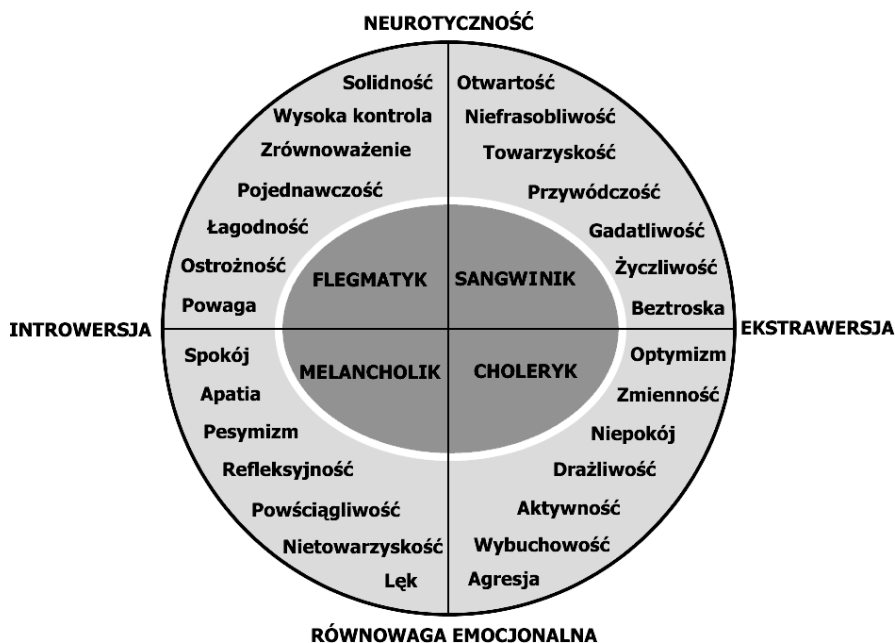 NEUROTYCZNOŚĆ
Solidność
Wysoka kontrola
Zrównoważenie
Pojednawczość
Łagodność
Ostrożność
Powaga
Otwartość
Niefrasobliwość
Towarzyskość
Przywódczość
Gadatliwość
Życzliwość
Beztroska
FLEGMATYK
SANGWINIK
INTROWERSJA
EKSTRAWERSJA
MELANCHOLIK
CHOLERYK
Spokój
Apatia
Pesymizm
Refleksyjność
Powściągliwość
Nietowarzyskość
Lęk
Optymizm
Zmienność
Niepokój
Drażliwość
Aktywność
Wybuchowość
Agresja
RÓWNOWAGA EMOCJONALNA